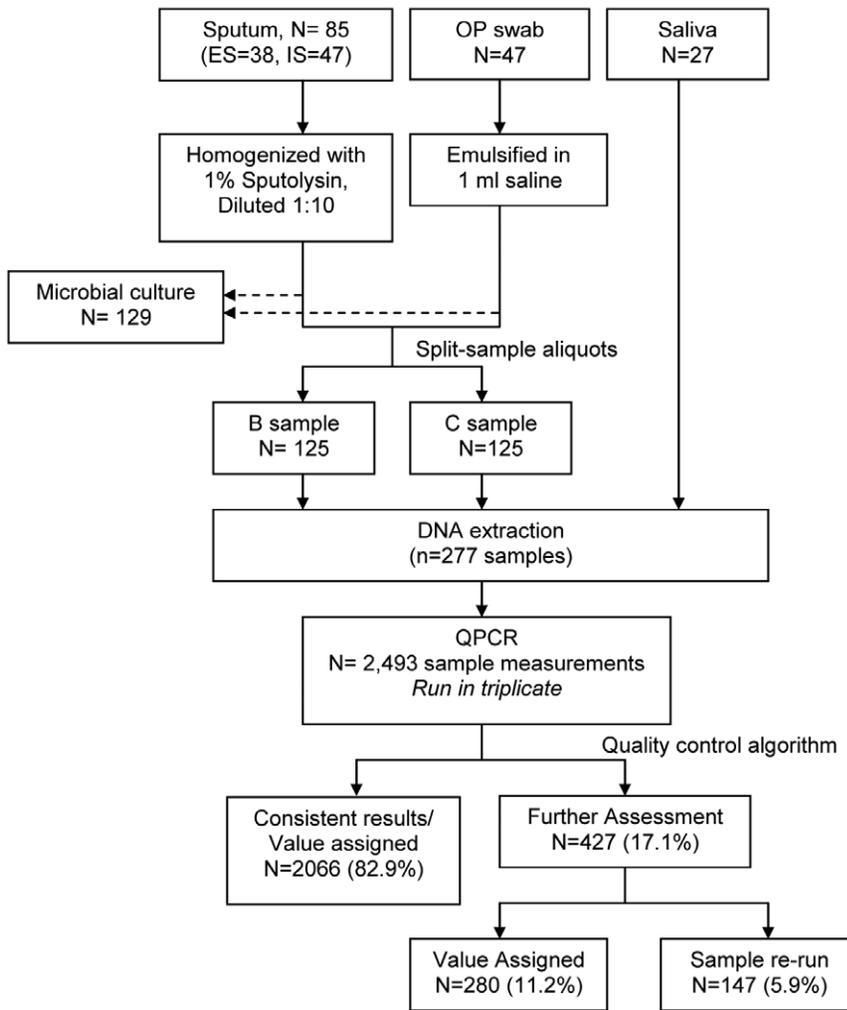 Sputum, N= 85
(ES=38, IS=47)
OP swab
N=47
Saliva
N=27
Homogenized with
1% Sputolysin,
Diluted 1:10
Emulsified in
1 ml saline
Microbial culture
N= 129
Split-sample aliquots
B sample
N= 125
C sample
N=125
DNA extraction
(n=277 samples)
QPCR
N= 2,493 sample measurements
Run in triplicate
Quality control algorithm
Consistent results/
Value assigned
N=2066 (82.9%)
Further Assessment
N=427 (17.1%)
Value Assigned
N=280 (11.2%)
Sample re-run
N=147 (5.9%)